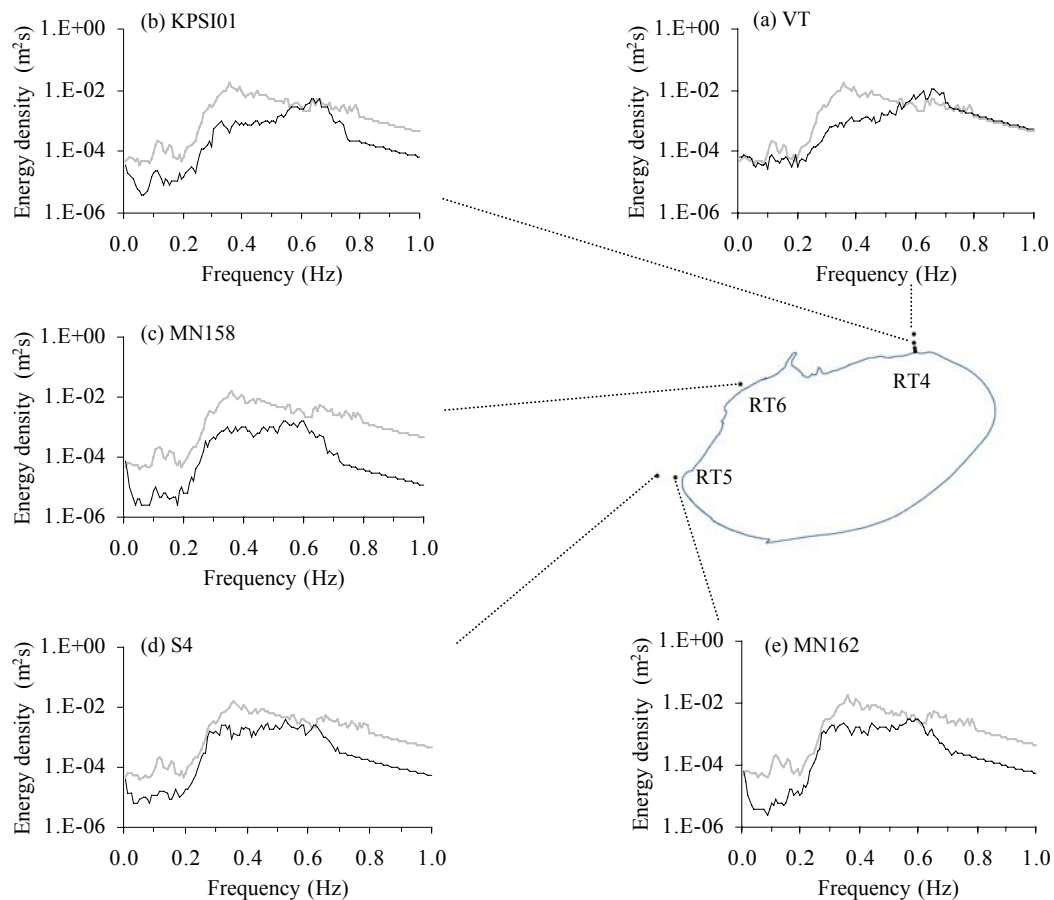 (b) KPSI01
Energy density (m²s)
1.E+00
1.E-02
1.E-04
1.E-06
0.0 0.2 0.4 0.6 0.8 1.0
Frequency (Hz)
(a) VT
Energy density (m²s)
1.E+00
1.E-02
1.E-04
1.E-06
0.0 0.2 0.4 0.6 0.8 1.0
Frequency (Hz)
(c) MN158
Energy density (m²s)
1.E+00
1.E-02
1.E-04
1.E-06
0.0 0.2 0.4 0.6 0.8 1.0
Frequency (Hz)
RT4
RT6
RT5
(d) S4
Energy density (m²s)
1.E+00
1.E-02
1.E-04
1.E-06
0.0 0.2 0.4 0.6 0.8 1.0
Frequency (Hz)
(e) MN162
Energy density (m²s)
1.E+00
1.E-02
1.E-04
1.E-06
0.0 0.2 0.4 0.6 0.8 1.0
Frequency (Hz)